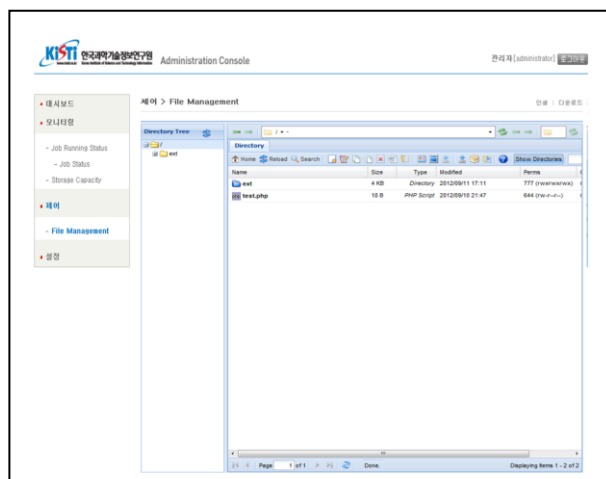 KiSTi 한국과학기술정보연구원 Administration Console
관리자[administrator] 로그아웃
• 대시보드
• 모니터링
- Job Running Status
- Job Status
- Storage Capacity
• 제어
- File Management
• 설정
제어 > File Management
인쇄 | 다운로드
Directory Tree
/
ext
/ • -
Directory
Home Reload Search Show Directories
Name Size Type Modified Perms
ext 4 KB Directory 2012/09/11 17:11 777 (rwxrwxrwx)
test.php 18 B PHP Script 2012/09/10 21:47 644 (rw-r--r--)
Page 1 of 1 Done. Displaying Items 1 - 2 of 2